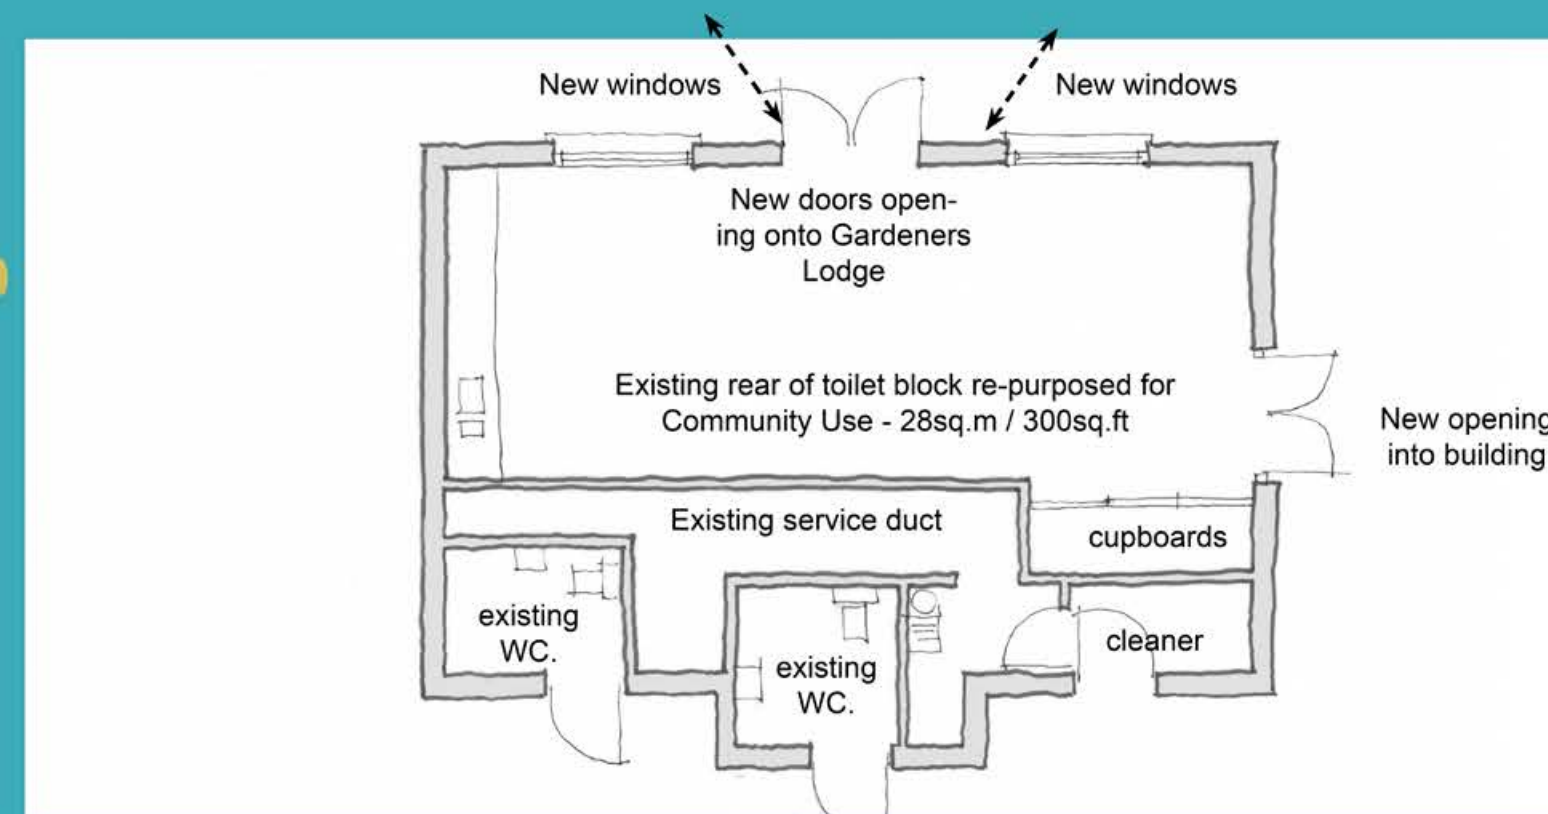 New windows
New windows
New doors open-
ing onto Gardeners
Lodge
Existing rear of toilet block re-purposed for
Community Use - 28sq.m / 300sq.ft
New opening
into building
Existing service duct
cupboards
existing
WC.
existing
WC.
cleaner